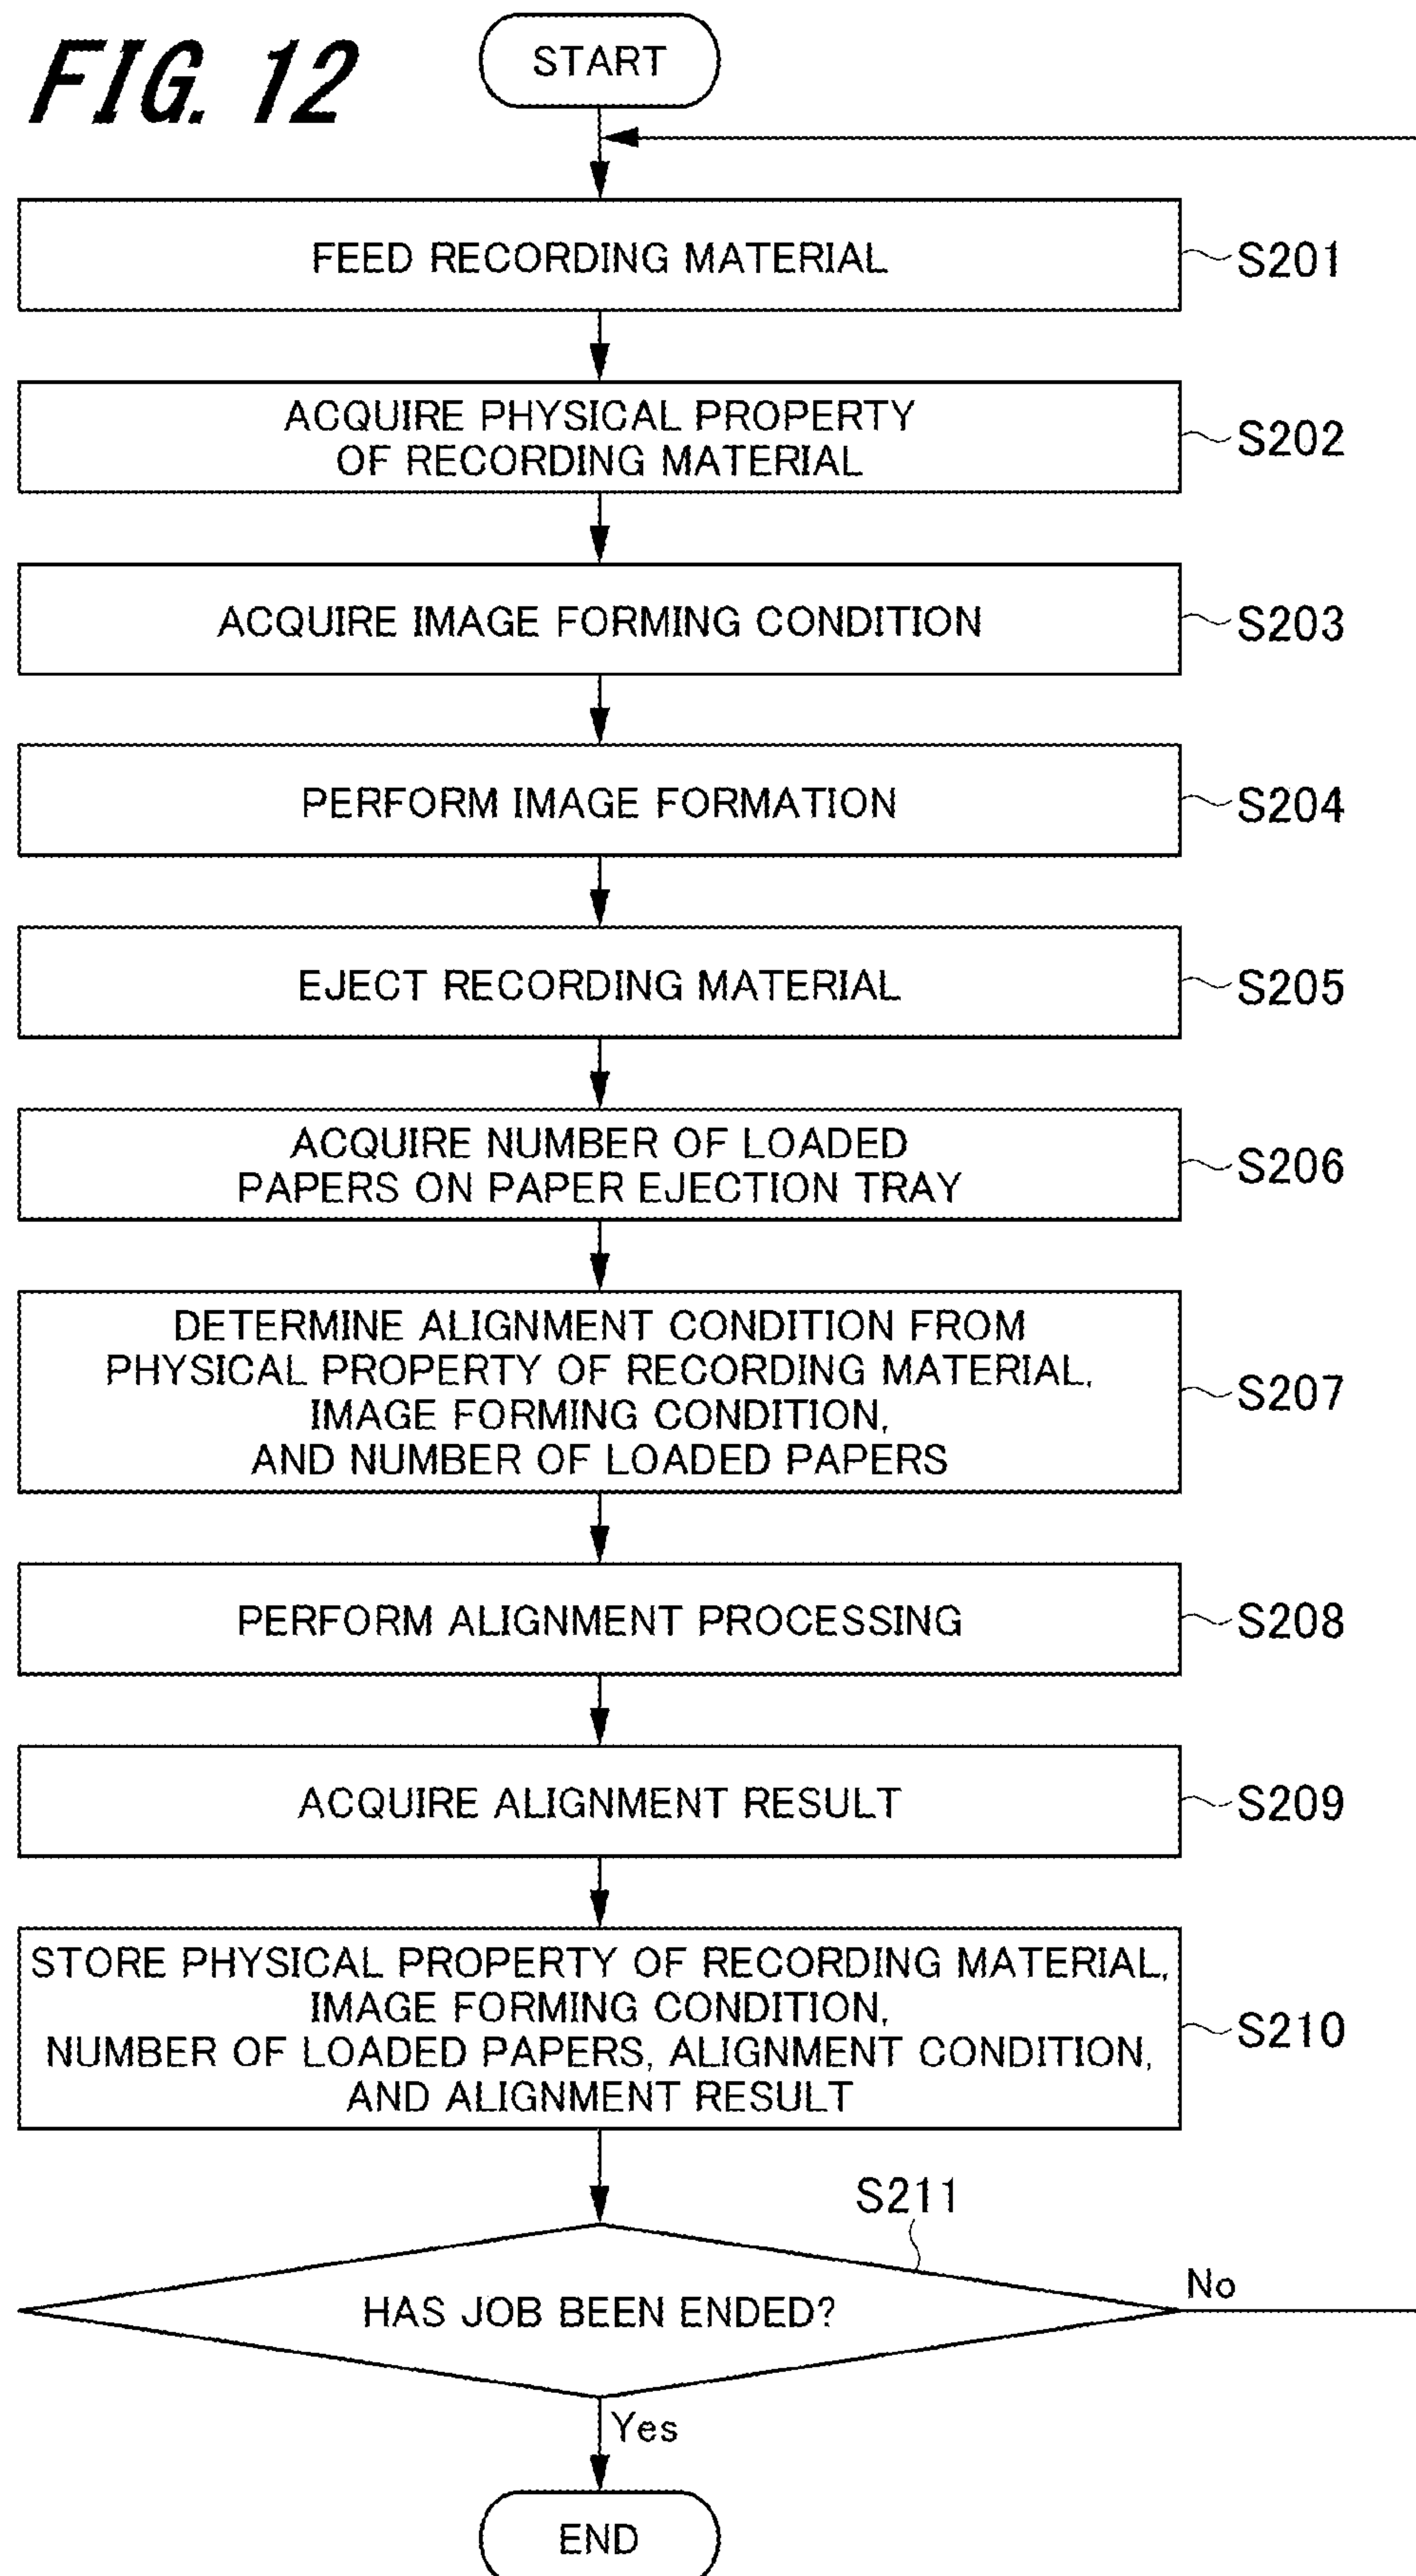 FIG. 12
START
FEED RECORDING MATERIAL
S201
ACQUIRE PHYSICAL PROPERTY
OF RECORDING MATERIAL
S202
ACQUIRE IMAGE FORMING CONDITION
S203
PERFORM IMAGE FORMATION
S204
EJECT RECORDING MATERIAL
S205
ACQUIRE NUMBER OF LOADED
PAPERS ON PAPER EJECTION TRAY
S206
DETERMINE ALIGNMENT CONDITION FROM
PHYSICAL PROPERTY OF RECORDING MATERIAL,
IMAGE FORMING CONDITION,
AND NUMBER OF LOADED PAPERS
S207
PERFORM ALIGNMENT PROCESSING
S208
ACQUIRE ALIGNMENT RESULT
S209
STORE PHYSICAL PROPERTY OF RECORDING MATERIAL,
IMAGE FORMING CONDITION,
NUMBER OF LOADED PAPERS, ALIGNMENT CONDITION,
AND ALIGNMENT RESULT
S210
S211
HAS JOB BEEN ENDED?
No
Yes
END